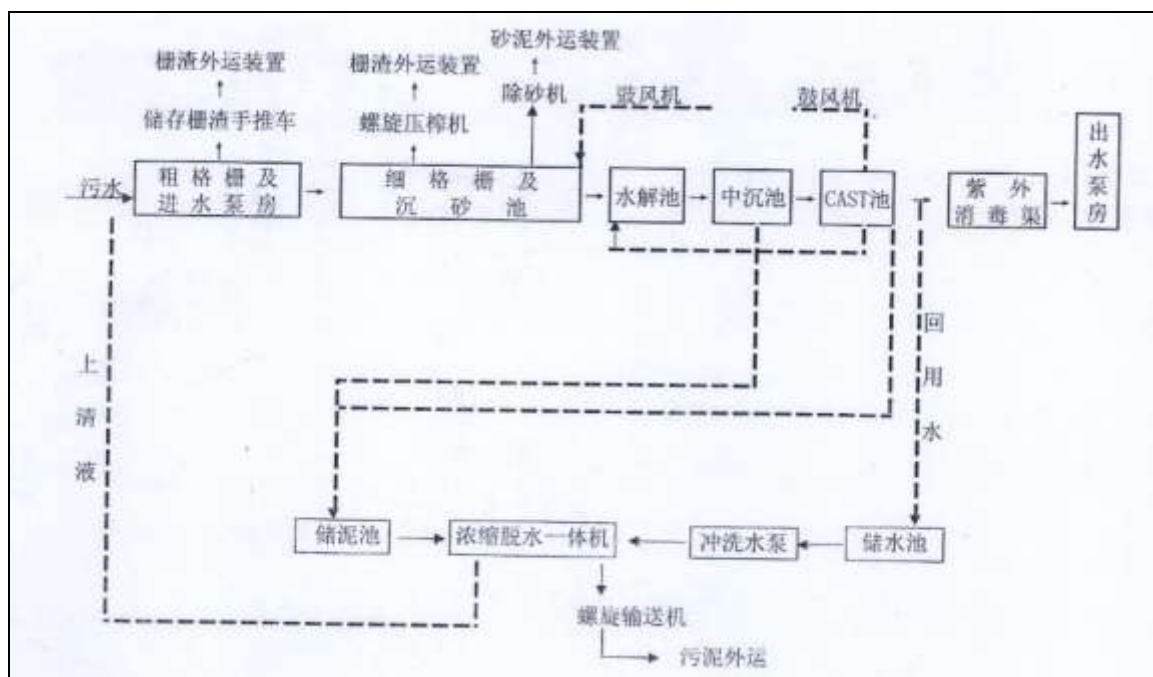 砂泥外运装置
栅渣外运装置
栅渣外运装置
除砂机
鼓风机
鼓风机
储存栅渣手推车
螺旋压榨机
污水
粗格栅及
进水泵房
细格栅及
沉砂池
水解池
中沉池
CAST池
紫外
消毒渠
出水泵房
上清液
回用水
储泥池
浓缩脱水一体机
冲洗水泵
储水池
螺旋输送机
污泥外运